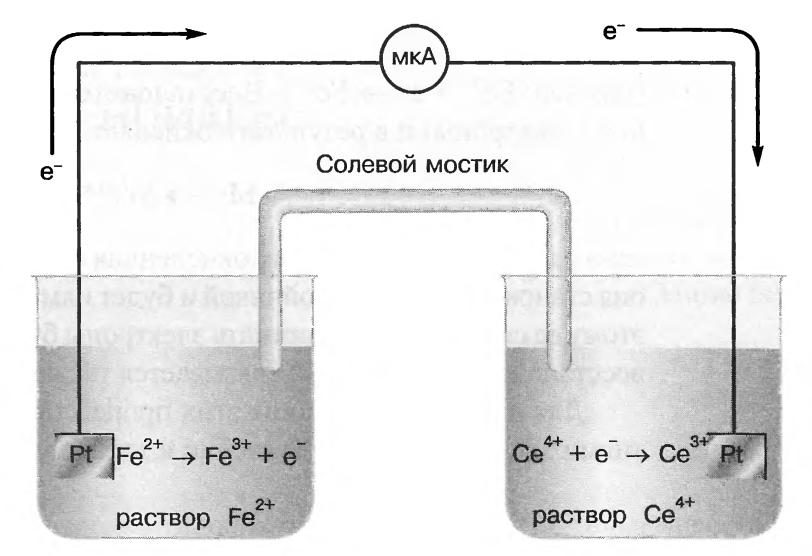 e⁻
мкА
e⁻
Солевой мостик
Pt Fe²⁺ → Fe³⁺ + e⁻
Ce⁴⁺ + e⁻ → Ce³⁺ Pt
раствор Fe²⁺
раствор Ce⁴⁺